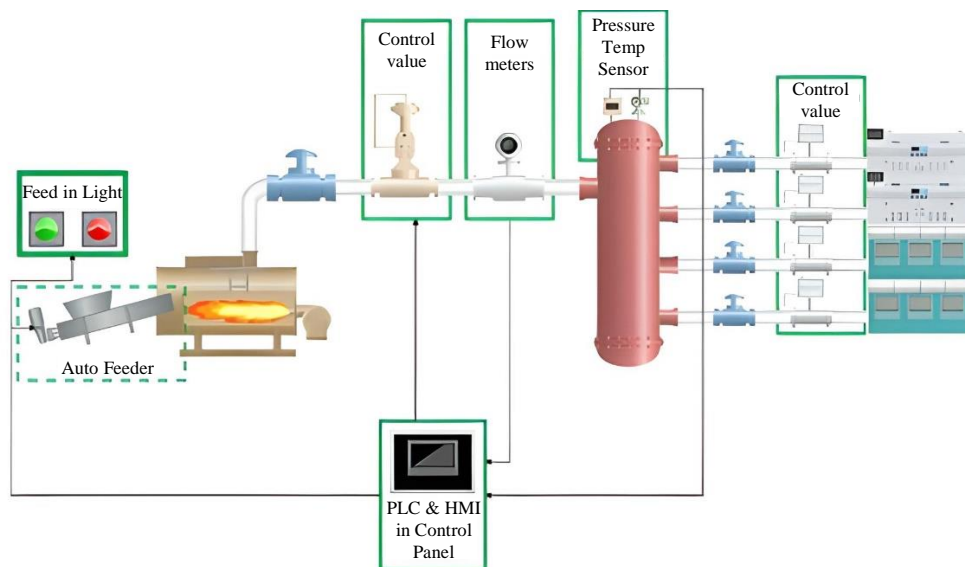 Control
value
Flow
meters
Pressure
Temp
Sensor
Control
value
Feed in Light
Auto Feeder
PLC & HMI
in Control
Panel